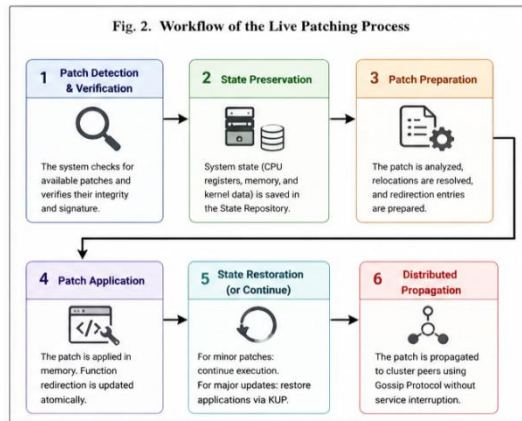 Fig. 2. Workflow of the Live Patching Process
1 Patch Detection
& Verification
The system checks for
available patches and
verifies their integrity
and signature.
2 State Preservation
System state (CPU
registers, memory, and
kernel data) is saved in
the State Repository.
3 Patch Preparation
The patch is analyzed,
relocations are resolved,
and redirection entries
are prepared.
4 Patch Application
</>
The patch is applied in
memory. Function
redirection is updated
atomically.
5 State Restoration
(or Continue)
For minor patches:
continue execution.
For major updates: restore
applications via KUP.
6 Distributed
Propagation
The patch is propagated
to cluster peers using
Gossip Protocol without
service interruption.